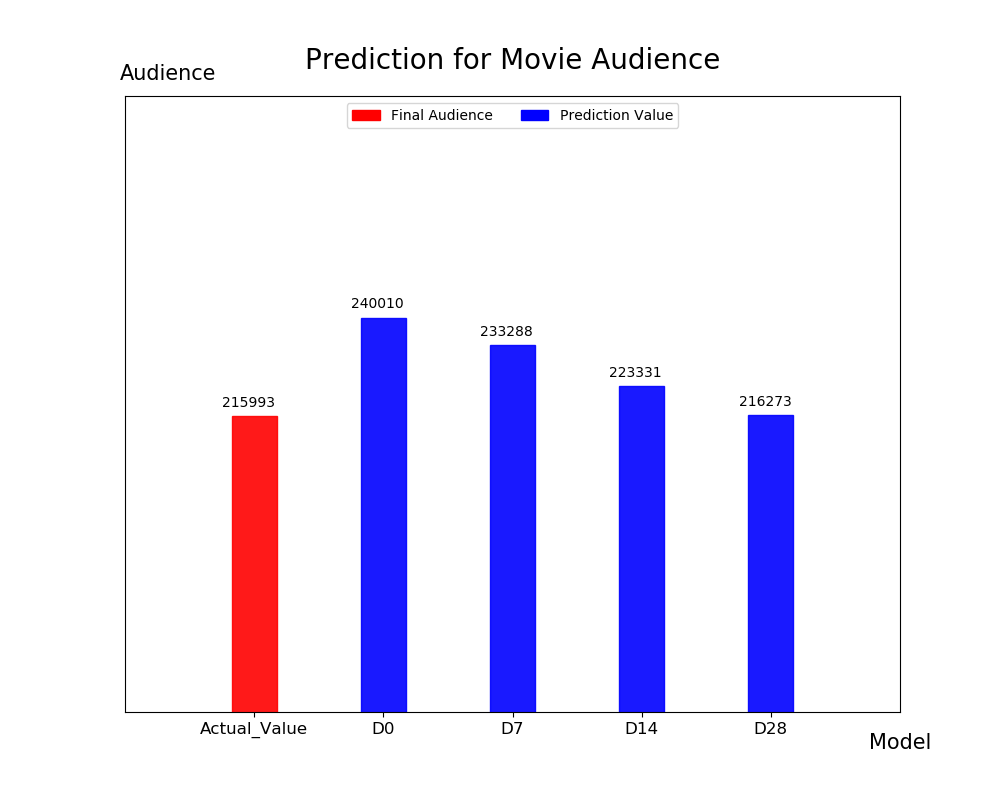 Prediction for Movie Audience
Audience
Final Audience
Prediction Value
240010
233288
223331
216273
215993
Actual_Value
D0
D7
D14
D28
Model